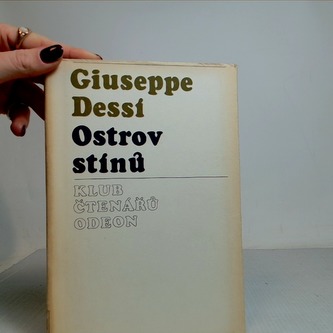 Giuseppe
Dessí
Ostrov
stínů
KLUB
ČTENÁŘŮ
ODEON